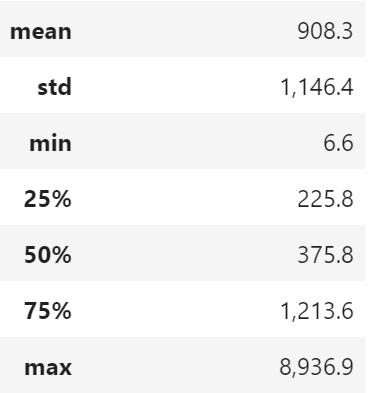 mean 908.3
std 1,146.4
min 6.6
25% 225.8
50% 375.8
75% 1,213.6
max 8,936.9